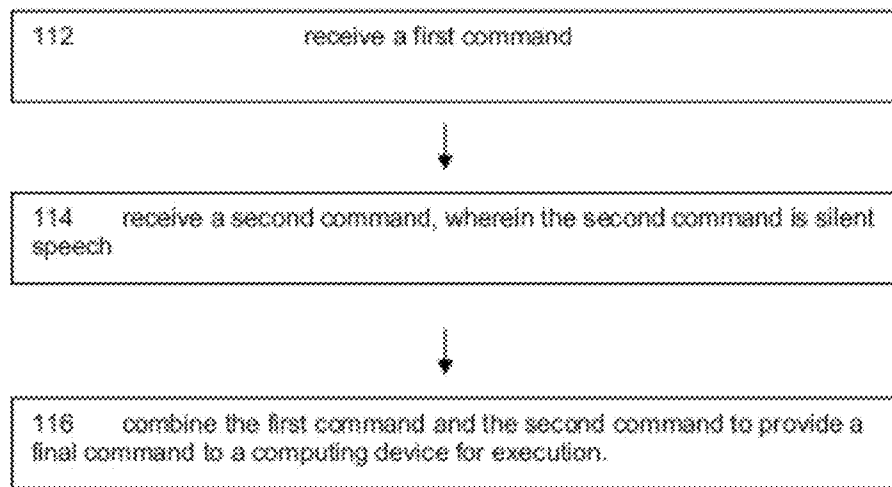 112 receive a first command
114 receive a second command, wherein the second command is silent
speech
116 combine the first command and the second command to provide a
final command to a computing device for execution.